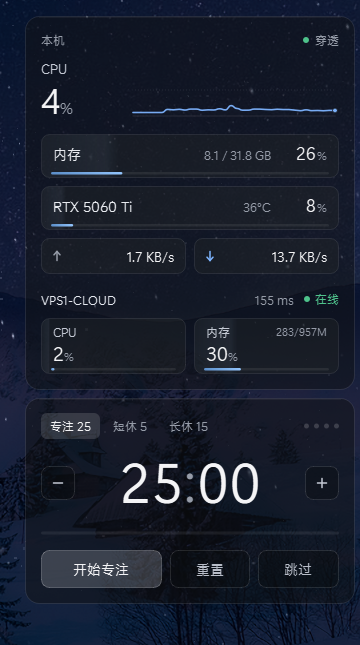 本机 穿透
CPU
4%
内存 8.1 / 31.8 GB 26%
RTX 5060 Ti 36°C 8%
↑ 1.7 KB/s ↓ 13.7 KB/s
VPS1-CLOUD 155 ms 在线
CPU 内存 283/957M
2% 30%
专注 25 短休 5 长休 15
− 25:00 +
开始专注 重置 跳过